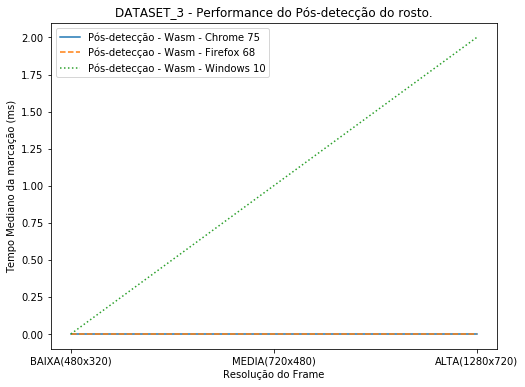 DATASET_3 - Performance do Pós-detecção do rosto.
Pós-detecção - Wasm - Chrome 75
Pós-detecçao - Wasm - Firefox 68
Pós-detecçao - Wasm - Windows 10
Tempo Mediano da marcação (ms)
2.00
1.75
1.50
1.25
1.00
0.75
0.50
0.25
0.00
BAIXA(480x320)
MEDIA(720x480)
ALTA(1280x720)
Resolução do Frame